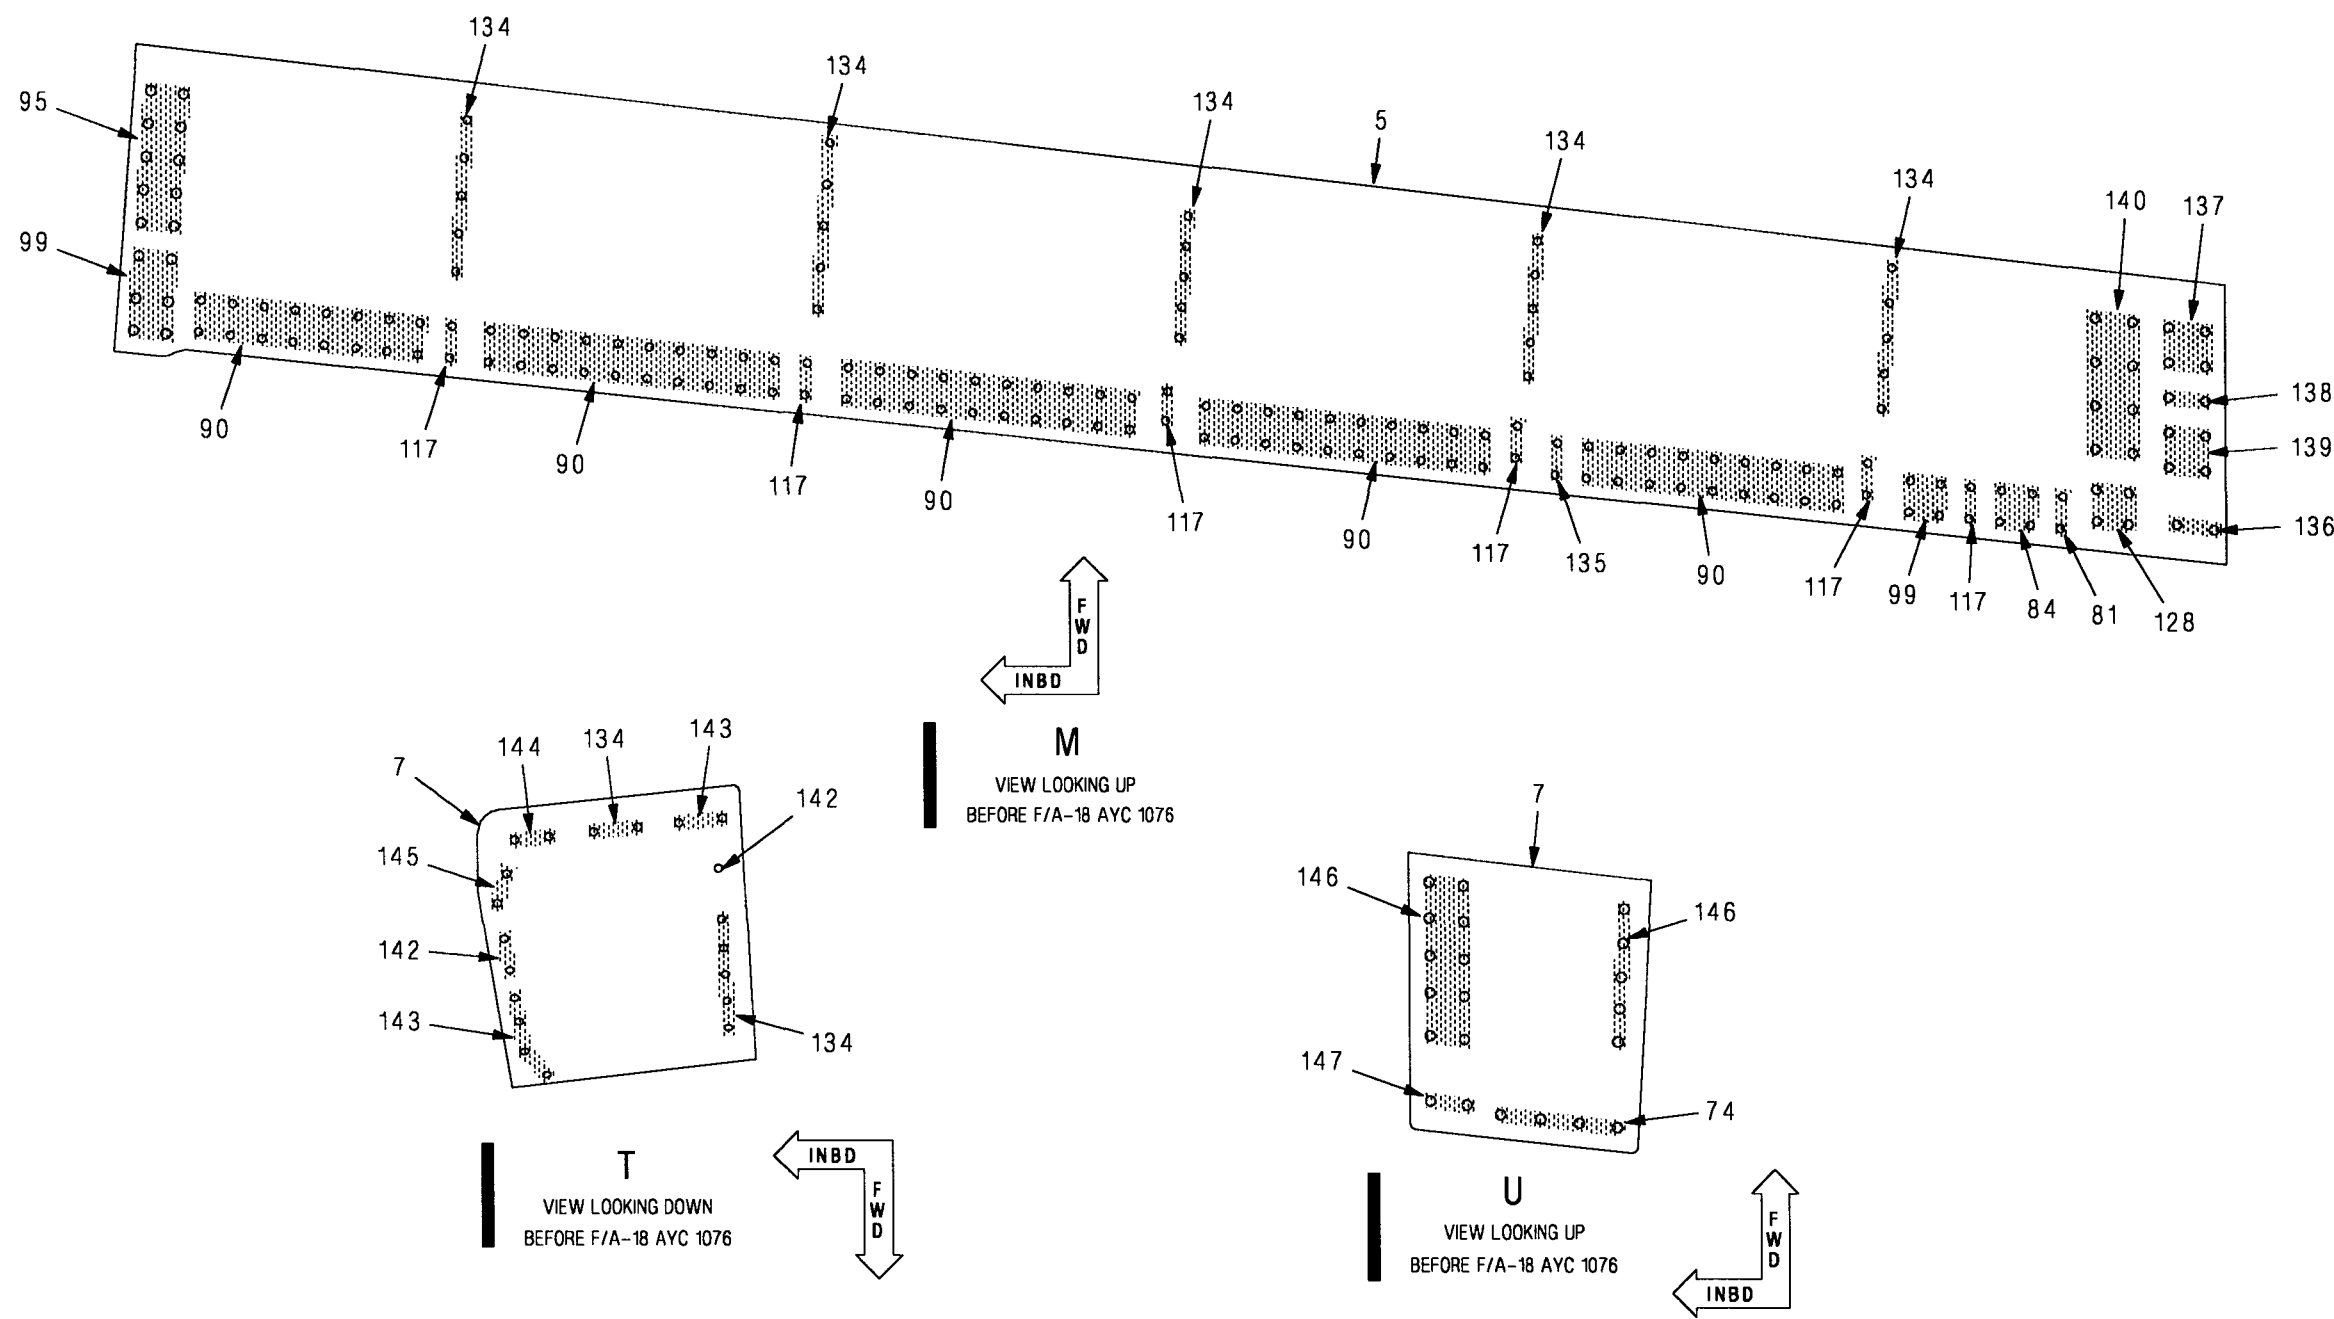 134
134
95
134
5
134
134
140
137
99
138
139
90
117
90
117
90
117
90
117
135
90
117
99
117
84
81
128
136
FWD
INBD
M
VIEW LOOKING UP
BEFORE F/A-18 AYC 1076
7
144
134
143
142
145
142
143
134
INBD
FWD
T
VIEW LOOKING DOWN
BEFORE F/A-18 AYC 1076
7
146
146
147
74
U
VIEW LOOKING UP
BEFORE F/A-18 AYC 1076
FWD
INBD